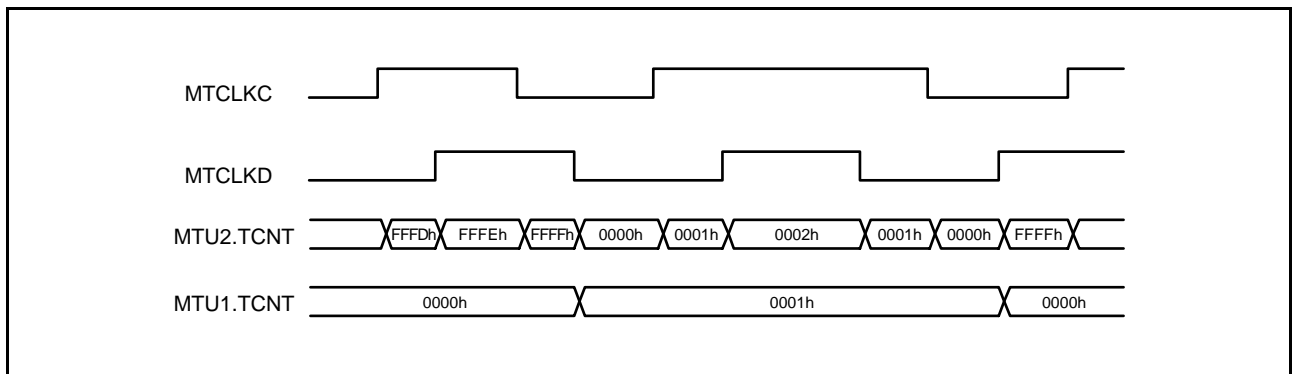 MTCLKC
MTCLKD
MTU2.TCNT FFFDh FFFEh FFFFh 0000h 0001h 0002h 0001h 0000h FFFFh
MTU1.TCNT 0000h 0001h 0000h